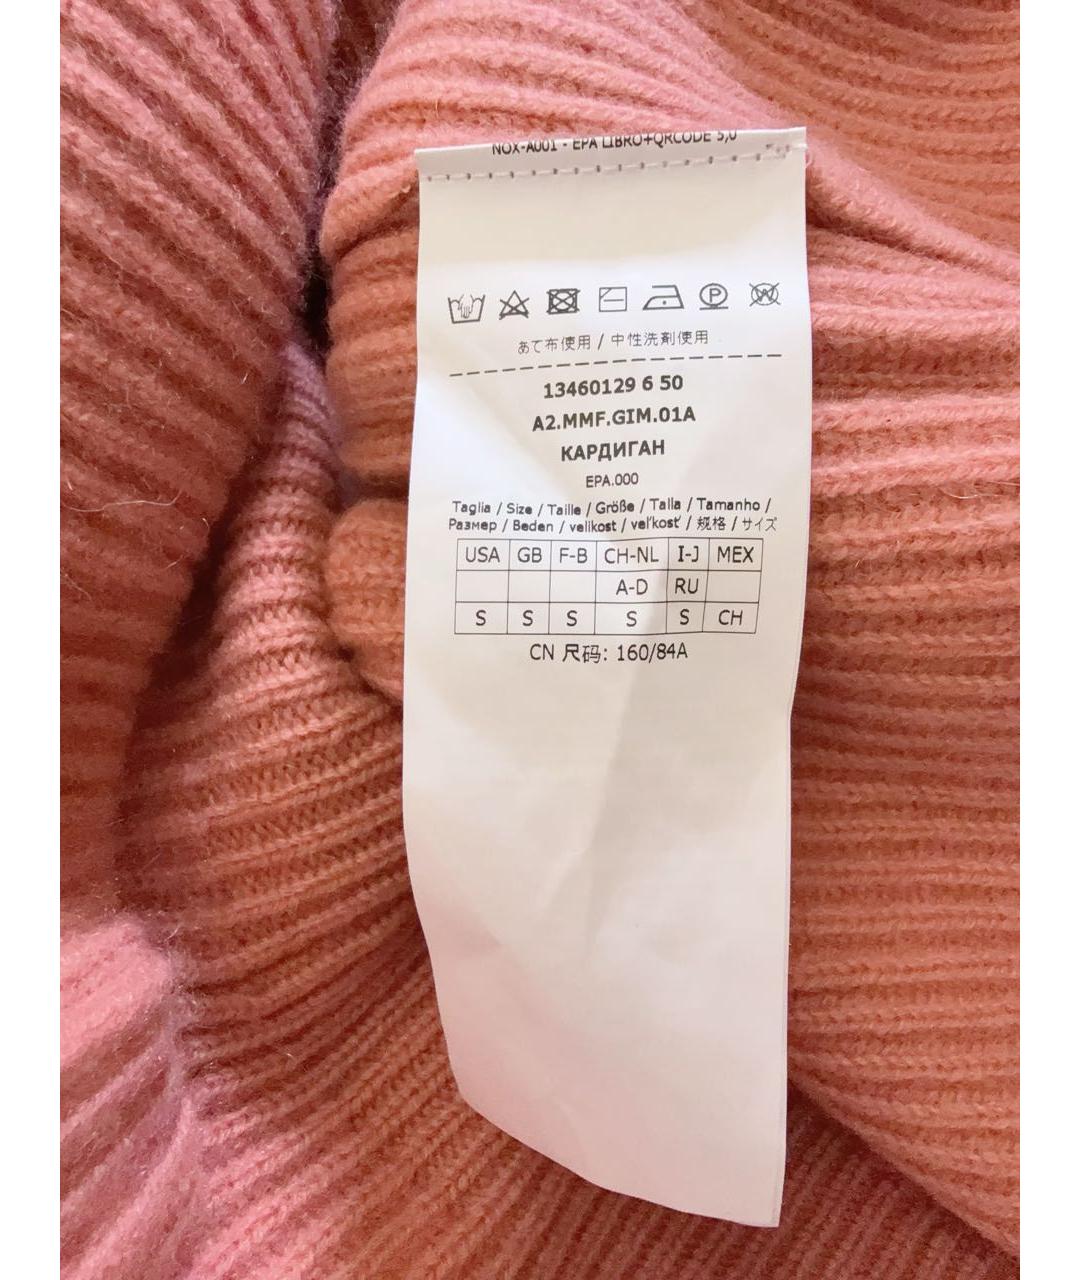 NOX-A001 - EPA LIBRO+QRCODE 5,0
P W
あて布使用 / 中性洗剤使用
13460129 6 50
A2.MMF.GIM.01A
КАРДИГАН
EPA.000
Taglia / Size / Taille / Größe / Talla / Tamanho /
Размер / Beden / velikost / veľkosť / 规格 / サイズ
USA GB F-B CH-NL I-J MEX
A-D RU
S S S S S CH
CN 尺码: 160/84A